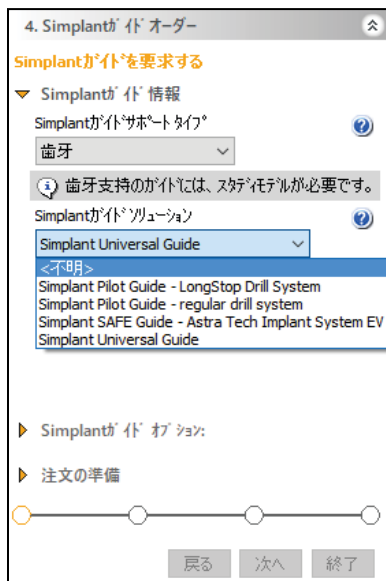 4. Simplantガイドオーダー
Simplantガイドを要求する
Simplantガイド情報
Simplantガイドサポートタイプ
歯牙
歯牙支持のガイドには、スタディモデルが必要です。
Simplantガイドソリューション
Simplant Universal Guide
<不明>
Simplant Pilot Guide - LongStop Drill System
Simplant Pilot Guide - regular drill system
Simplant SAFE Guide - Astra Tech Implant System EV
Simplant Universal Guide
Simplantガイド オプション:
注文の準備
戻る 次へ 終了